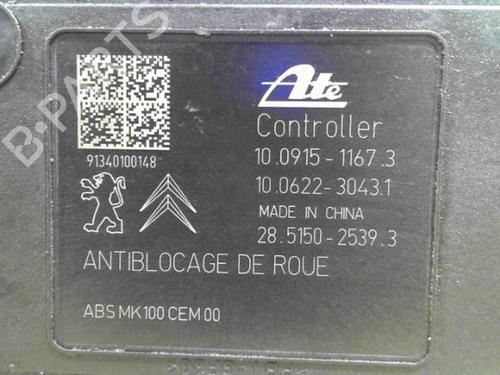 B-PARTS
Ate
Controller
10.0915-1167.3
10.0622-3043.1
MADE IN CHINA
28.5150-2539.3
91340100148
ANTIBLOCAGE DE ROUE
ABS MK100 CEM 00